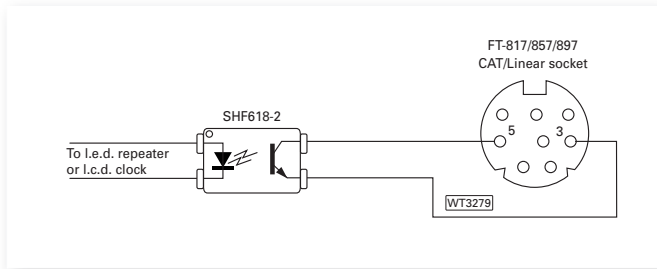 FT-817/857/897
CAT/Linear socket
SHF618-2
5
3
To l.e.d. repeater
or l.c.d. clock
WT3279